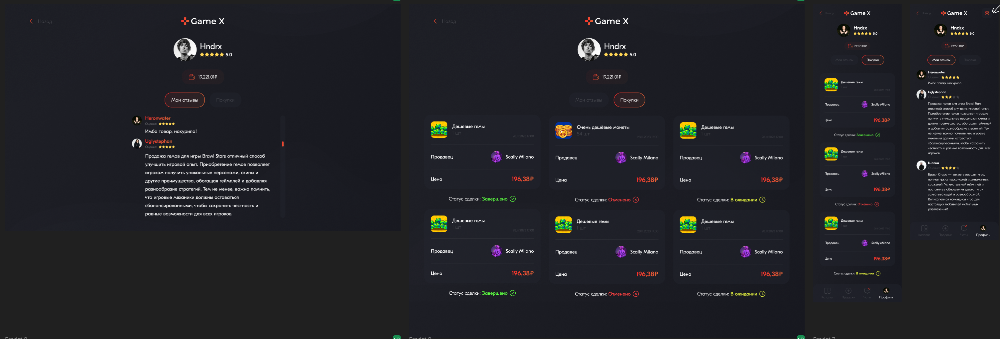 Назад
Game X
Hndrx
5.0
19,221.01₽
Мои отзывы
Покупки
Heronwater
Оценка:
Имба товар, накурило!
Uglystephan
Оценка:
Продажа гемов для игры Brawl Stars отличный способ
улучшить игровой опыт. Приобретение гемов позволяет
игрокам получить уникальные персонажи, скины и
другие преимущества, обогащая геймплей и добавляя
разнообразие стратегий. Тем не менее, важно помнить,
что игровые механики должны оставаться
сбалансированными, чтобы сохранить честность и
равные возможности для всех игроков.
Назад
Game X
Hndrx
5.0
19,221.01₽
Мои отзывы
Покупки
Дешевые гемы
1 шт
28.11.2023 17:00
Продавец
Scally Milano
Цена
196,38₽
Статус сделки: Завершено
Очень дешёвые монеты
54 шт
28.11.2023 17:00
Продавец
Scally Milano
Цена
196,38₽
Статус сделки: Отменено
Дешевые гемы
1 шт
28.11.2023 17:00
Продавец
Scally Milano
Цена
196,38₽
Статус сделки: В ожидании
Дешевые гемы
1 шт
28.11.2023 17:00
Продавец
Scally Milano
Цена
196,38₽
Статус сделки: Завершено
Дешевые гемы
1 шт
28.11.2023 17:00
Продавец
Scally Milano
Цена
196,38₽
Статус сделки: Отменено
Дешевые гемы
1 шт
28.11.2023 17:00
Продавец
Scally Milano
Цена
196,38₽
Статус сделки: В ожидании
Назад
Game X
Hndrx
5.0
19,221.01₽
Мои отзывы
Покупки
Дешевые гемы
1 шт
28.11.2023 17:00
Продавец
Scally Milano
Цена
196,38₽
Статус сделки: Завершено
Дешевые гемы
1 шт
28.11.2023 17:00
Продавец
Scally Milano
Цена
196,38₽
Статус сделки: Отменено
Дешевые гемы
1 шт
28.11.2023 17:00
Продавец
Scally Milano
Цена
196,38₽
Статус сделки: В ожидании
Каталог
Продажи
Чаты
Профиль
Назад
Game X
Hndrx
5.0
19,221.01₽
Мои отзывы
Покупки
Heronwater
Оценка:
Имба товар, накурило!
Uglystephan
Оценка:
Продажа гемов для игры Brawl Stars
отличный способ улучшить игровой опыт.
Приобретение гемов позволяет игрокам
получить уникальные персонажи, скины и
другие преимущества, обогащая геймплей
и добавляя разнообразие стратегий. Тем
не менее, важно помнить, что игровые
механики должны оставаться
сбалансированными, чтобы сохранить
честность и равные возможности для всех
игроков.
Шайни
Оценка:
Бравл Старс — захватывающая игра,
полная ярких персонажей и динамичных
сражений. Увлекательный геймплей и
постоянные обновления делают игру
захватывающей и разнообразной.
Великолепная командная игра для
настоящих любителей мобильных
развлечений!
Каталог
Продажи
Чаты
Профиль